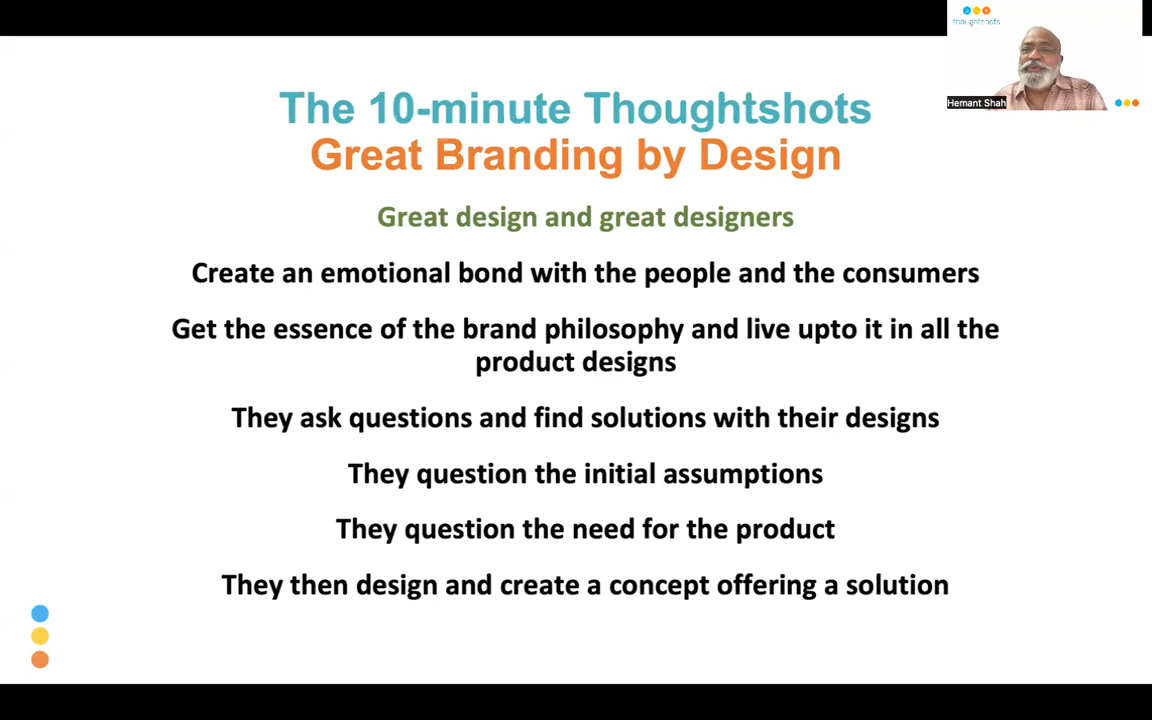 thoughtshots
Hemant Shah
The 10-minute Thoughtshots
Great Branding by Design
Great design and great designers
Create an emotional bond with the people and the consumers
Get the essence of the brand philosophy and live upto it in all the
product designs
They ask questions and find solutions with their designs
They question the initial assumptions
They question the need for the product
They then design and create a concept offering a solution